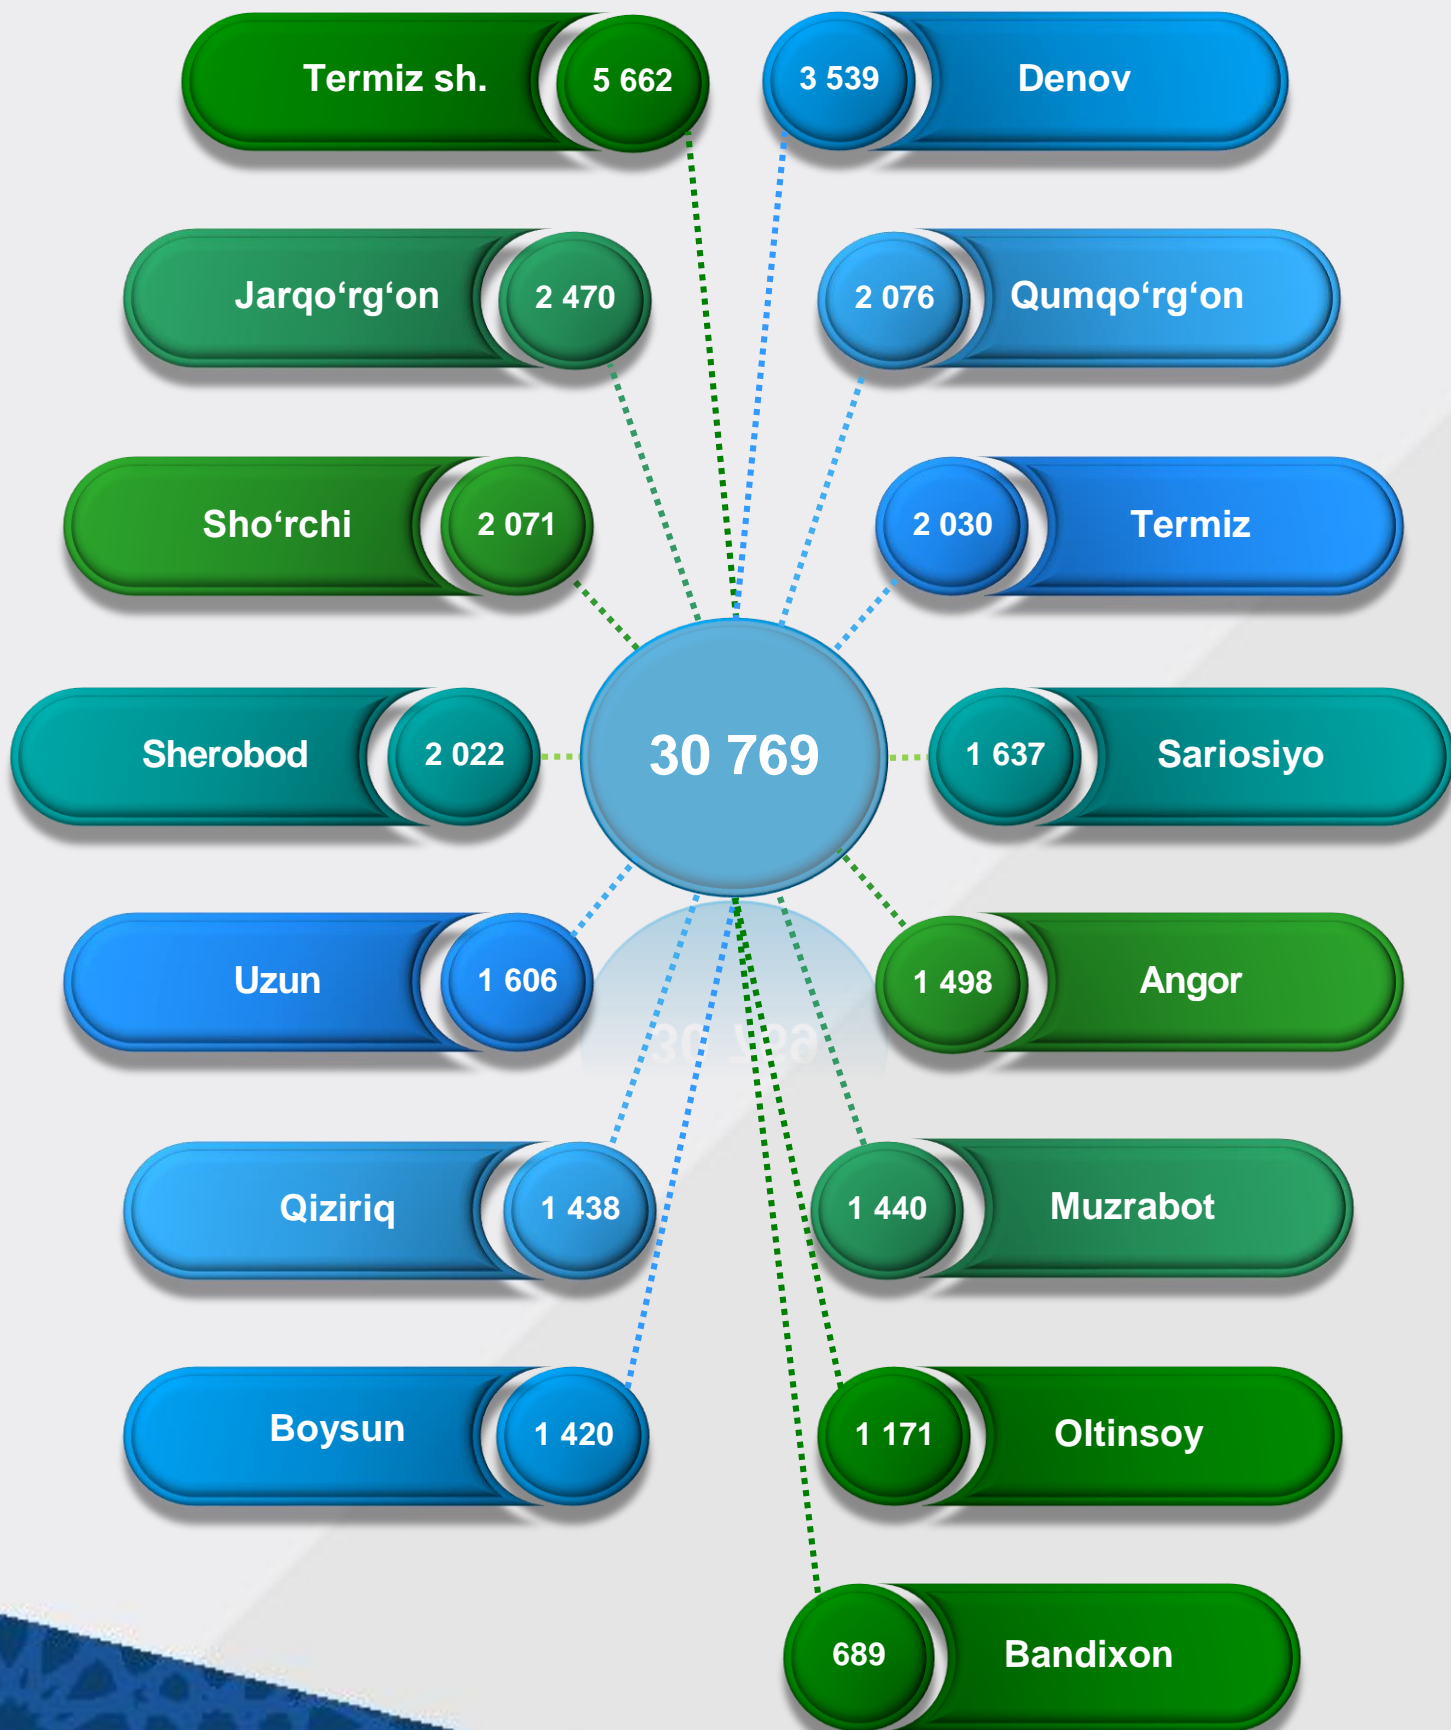 Termiz sh. 5 662
3 539 Denov
Jarqo‘rg‘on 2 470
2 076 Qumqo‘rg‘on
Sho‘rchi 2 071
2 030 Termiz
Sherobod 2 022
30 769
1 637 Sariosiyo
Uzun 1 606
1 498 Angor
Qiziriq 1 438
1 440 Muzrabot
Boysun 1 420
1 171 Oltinsoy
689 Bandixon